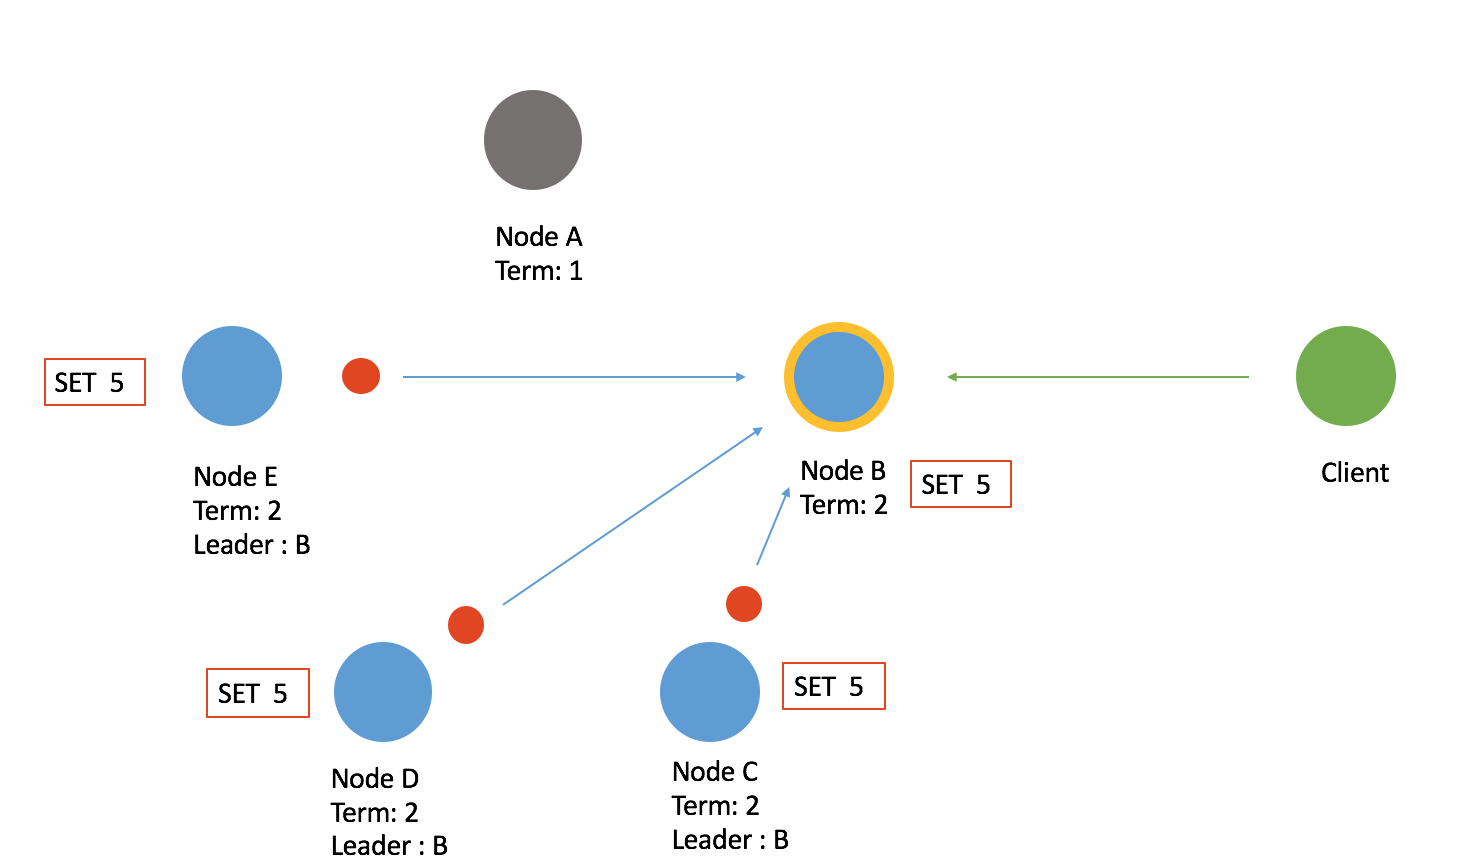 Node A
Term: 1
SET 5
Node E
Term: 2
Leader : B
Node B
Term: 2
SET 5
Client
SET 5
Node D
Term: 2
Leader : B
SET 5
Node C
Term: 2
Leader : B